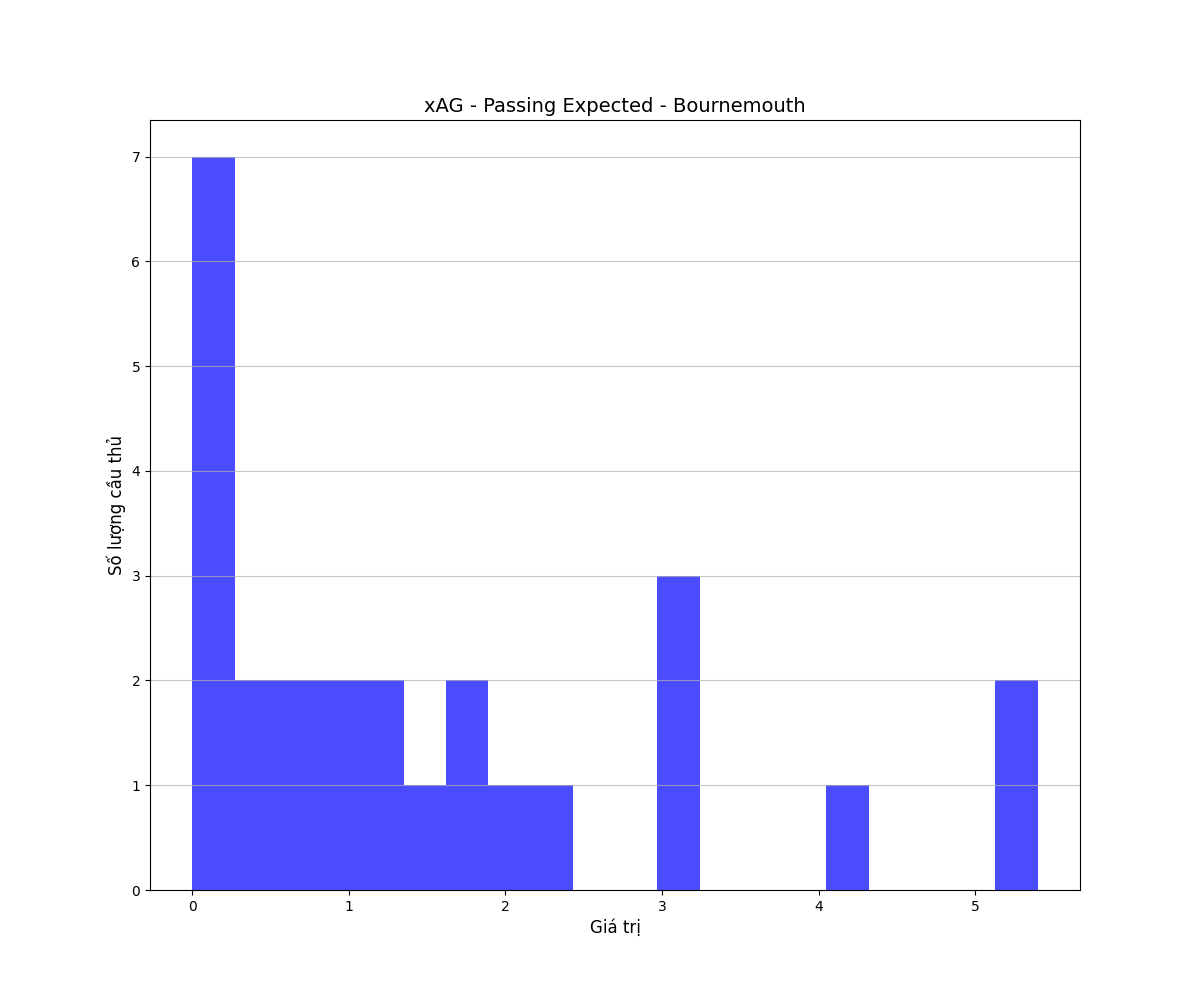 xAG - Passing Expected - Bournemouth
7
6
5
4
3
2
1
0
Số lượng cầu thủ
0 1 2 3 4 5
Giá trị